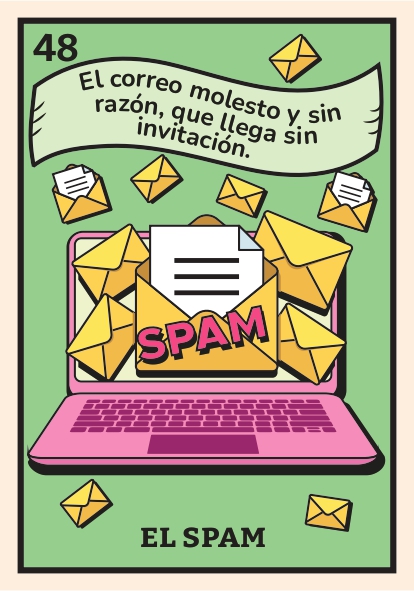 48
El correo molesto y sin
razón, que llega sin
invitación.
SPAM
EL SPAM